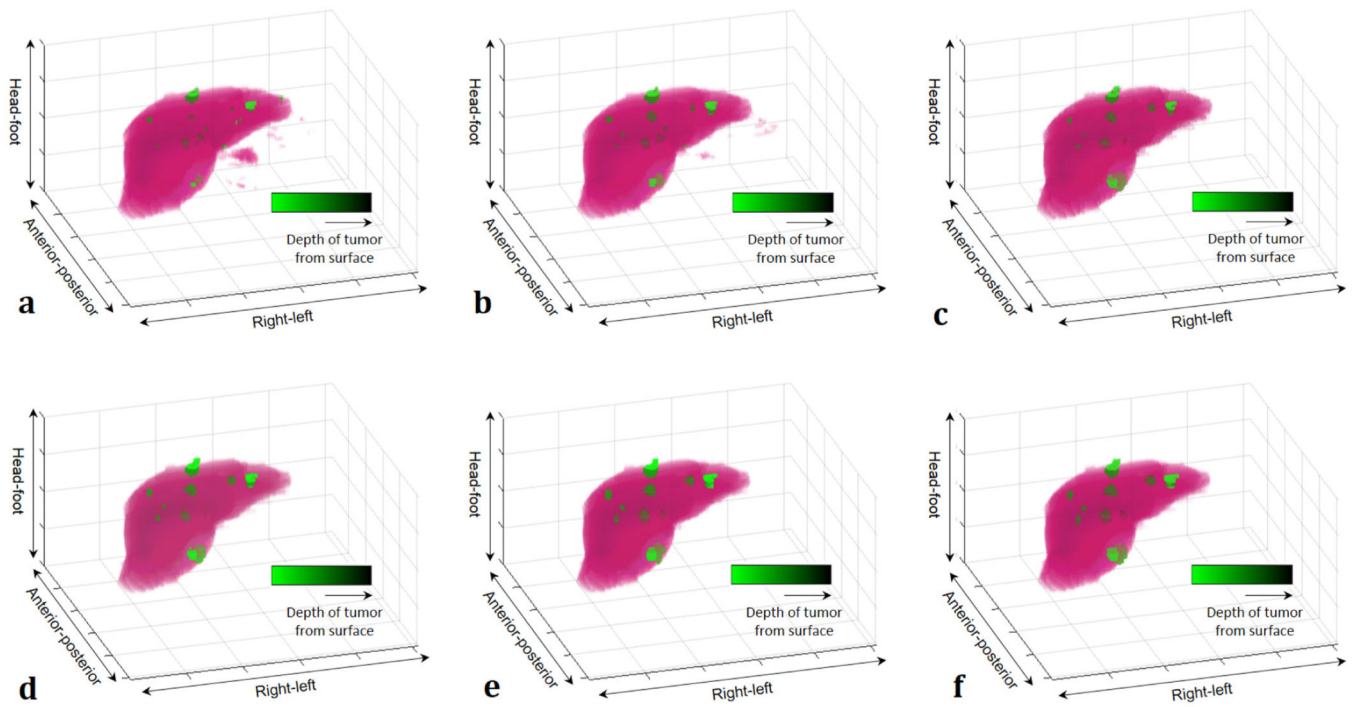 Head-foot
Anterior-posterior
Right-left
Depth of tumor
from surface
a
Head-foot
Anterior-posterior
Right-left
Depth of tumor
from surface
b
Head-foot
Anterior-posterior
Right-left
Depth of tumor
from surface
c
Head-foot
Anterior-posterior
Right-left
Depth of tumor
from surface
d
Head-foot
Anterior-posterior
Right-left
Depth of tumor
from surface
e
Head-foot
Anterior-posterior
Right-left
Depth of tumor
from surface
f